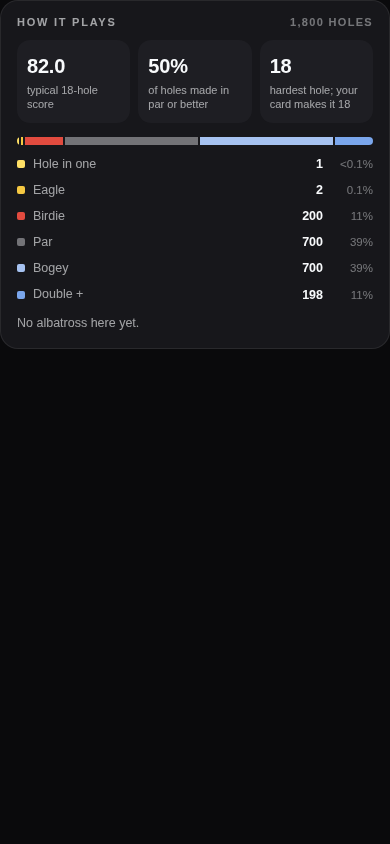 HOW IT PLAYS 1,800 HOLES
82.0 50% 18
typical 18-hole of holes made in hardest hole; your
score par or better card makes it 18
Hole in one 1 <0.1%
Eagle 2 0.1%
Birdie 200 11%
Par 700 39%
Bogey 700 39%
Double + 198 11%
No albatross here yet.